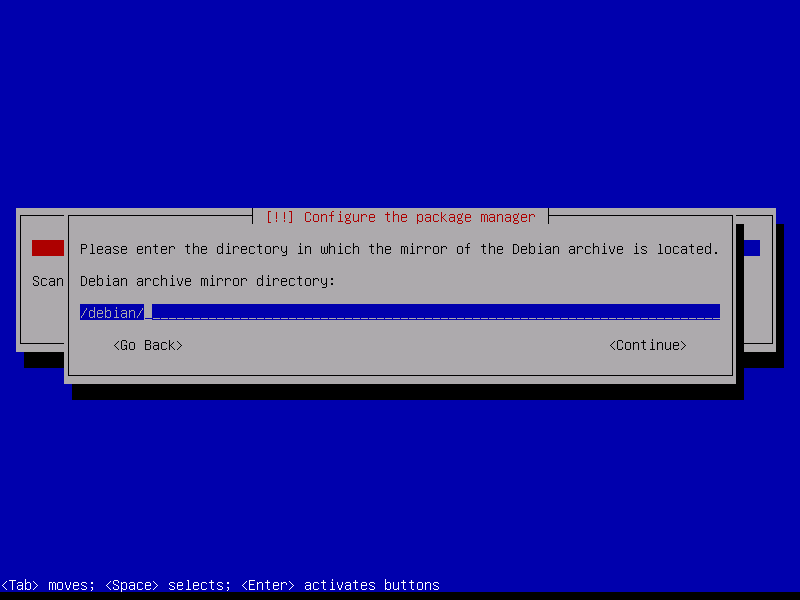 [!!] Configure the package manager
Please enter the directory in which the mirror of the Debian archive is located.
Scan
Debian archive mirror directory:
/debian/
<Go Back>
<Continue>
<Tab> moves; <Space> selects; <Enter> activates buttons